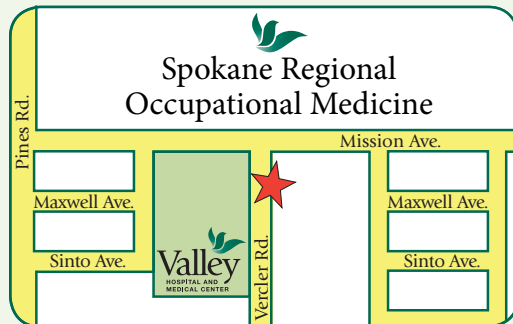 Spokane Regional
Occupational Medicine
Pines Rd.
Mission Ave.
Maxwell Ave.
Maxwell Ave.
Sinto Ave.
Sinto Ave.
Valley
HOSPITAL AND
MEDICAL CENTER
Vercler Rd.